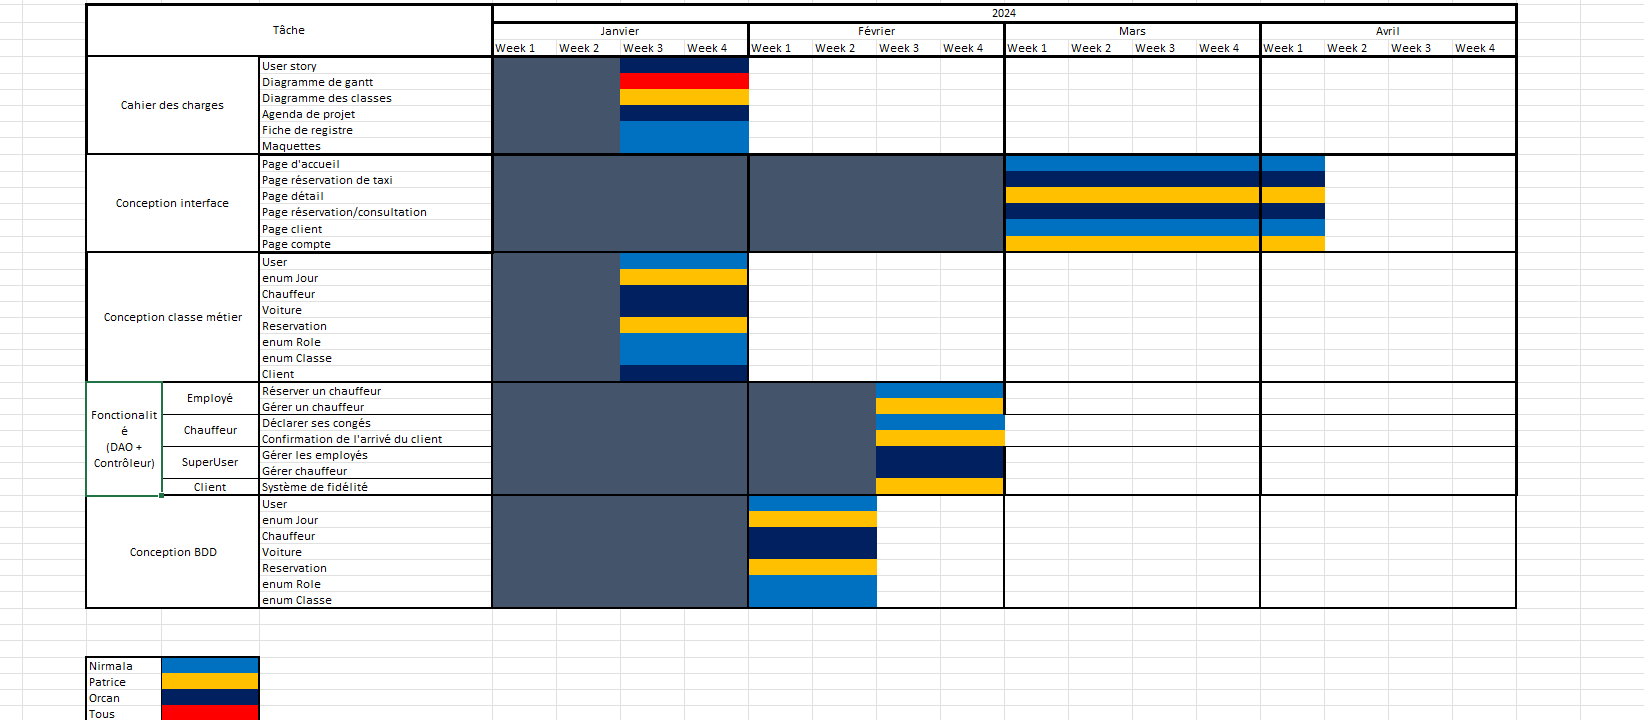 Tâche
2024
Janvier Février Mars Avril
Week 1 Week 2 Week 3 Week 4 Week 1 Week 2 Week 3 Week 4 Week 1 Week 2 Week 3 Week 4 Week 1 Week 2 Week 3 Week 4
Cahier des charges
User story
Diagramme de gantt
Diagramme des classes
Agenda de projet
Fiche de registre
Maquettes
Conception interface
Page d'accueil
Page réservation de taxi
Page détail
Page réservation/consultation
Page client
Page compte
Conception classe métier
User
enum Jour
Chauffeur
Voiture
Reservation
enum Role
enum Classe
Client
Fonctionalit
é
(DAO +
Contrôleur)
Employé
Réserver un chauffeur
Gérer un chauffeur
Chauffeur
Déclarer ses congés
Confirmation de l'arrivé du client
SuperUser
Gérer les employés
Gérer chauffeur
Client
Système de fidélité
Conception BDD
User
enum Jour
Chauffeur
Voiture
Reservation
enum Role
enum Classe
Nirmala
Patrice
Orcan
Tous